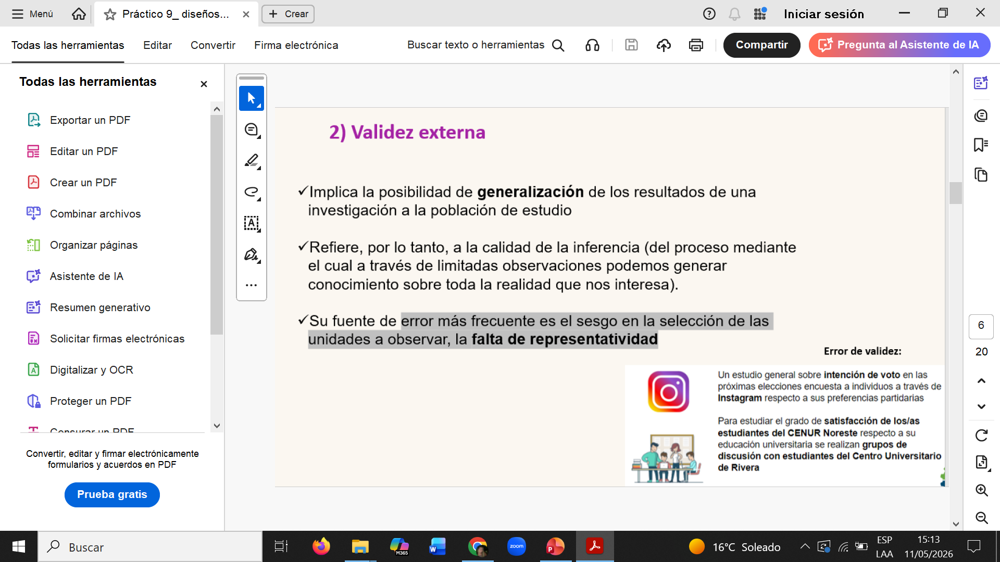 Menú
Práctico 9_ diseños...
Crear
Iniciar sesión
Todas las herramientas
Editar
Convertir
Firma electrónica
Buscar texto o herramientas
Compartir
Pregunta al Asistente de IA
Todas las herramientas
Exportar un PDF
Editar un PDF
Crear un PDF
Combinar archivos
Organizar páginas
Asistente de IA
Resumen generativo
Solicitar firmas electrónicas
Digitalizar y OCR
Proteger un PDF
Censurar un PDF
Convertir, editar y firmar electrónicamente
formularios y acuerdos en PDF
Prueba gratis
2) Validez externa
✓Implica la posibilidad de generalización de los resultados de una
investigación a la población de estudio
✓Refiere, por lo tanto, a la calidad de la inferencia (del proceso mediante
el cual a través de limitadas observaciones podemos generar
conocimiento sobre toda la realidad que nos interesa).
✓Su fuente de error más frecuente es el sesgo en la selección de las
unidades a observar, la falta de representatividad
Error de validez:
Un estudio general sobre intención de voto en las
próximas elecciones encuesta a individuos a través de
Instagram respecto a sus preferencias partidarias
Para estudiar el grado de satisfacción de los/as
estudiantes del CENUR Noreste respecto a su
educación universitaria se realizan grupos de
discusión con estudiantes del Centro Universitario
de Rivera
6
20
Buscar
M365
W
zoom
P
16°C Soleado
ESP
LAA
15:13
11/05/2026